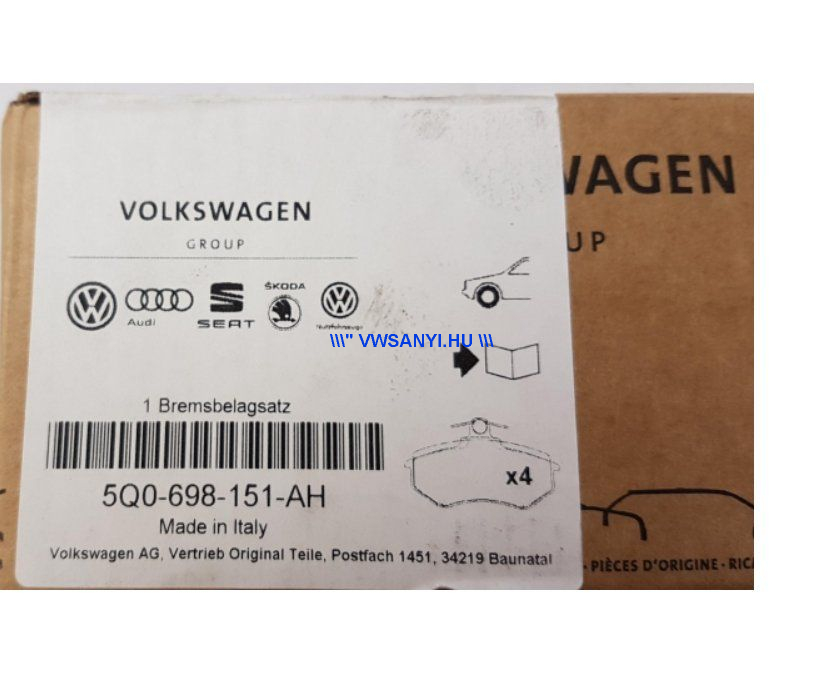 VOLKSWAGEN
GROUP
Audi
SEAT
ŠKODA
Nutzfahrzeuge
WAGEN
UP
\\\" VWSANYI.HU \\\
1 Bremsbelagsatz
5Q0-698-151-AH
Made in Italy
Volkswagen AG, Vertrieb Original Teile, Postfach 1451, 34219 Baunatal
x4
· PIÈCES D'ORIGINE · RICA